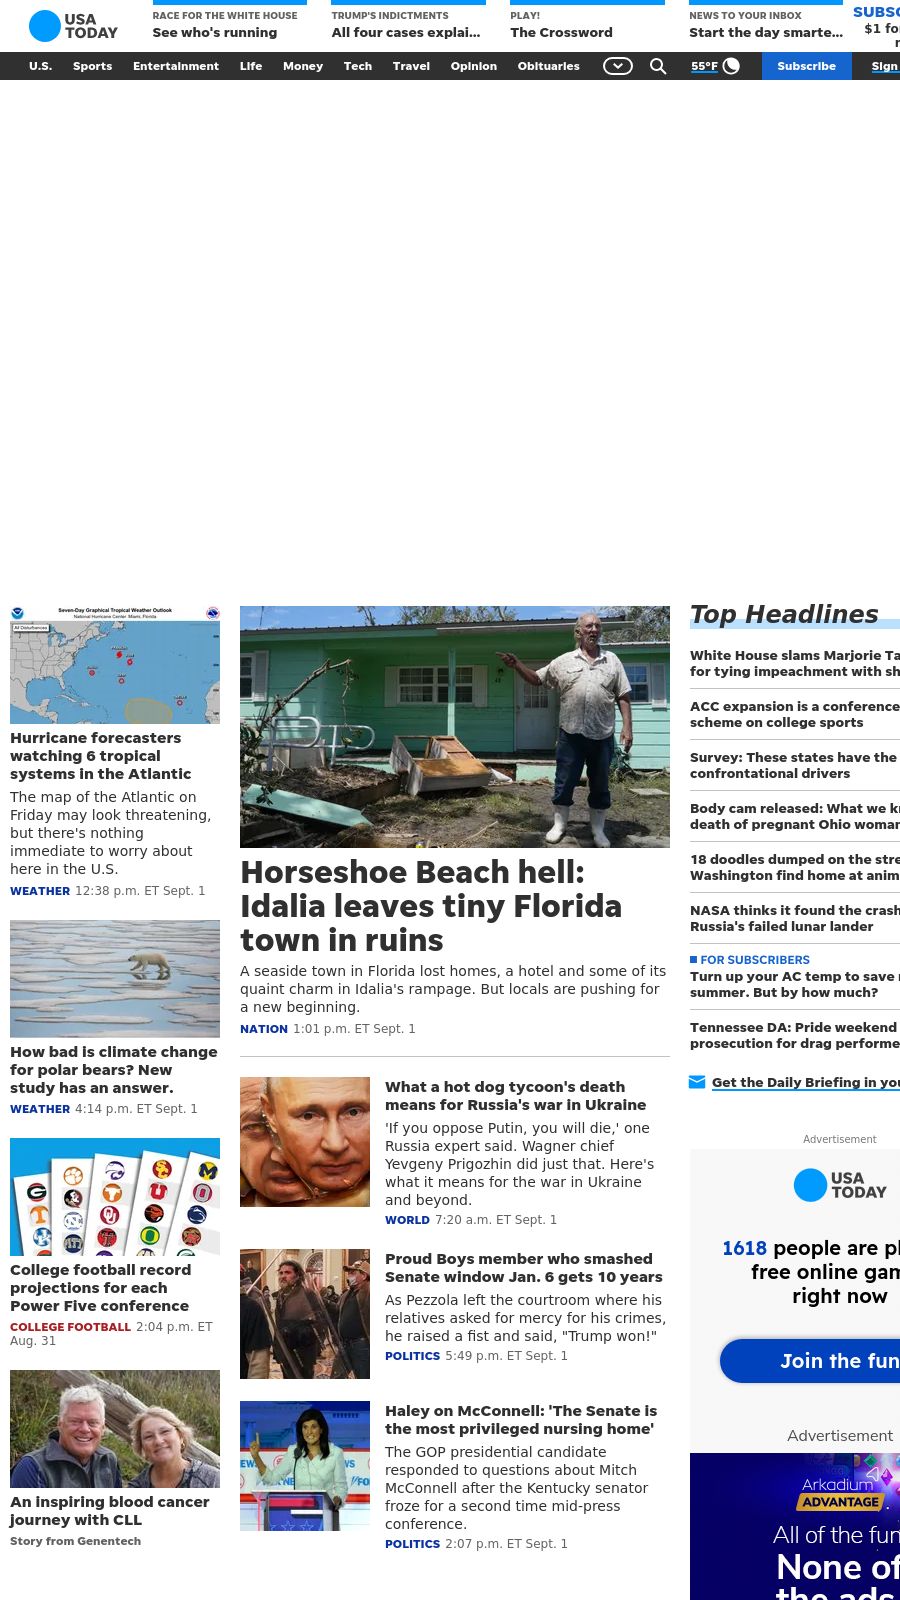 USA
TODAY
RACE FOR THE WHITE HOUSE
See who's running
TRUMP'S INDICTMENTS
All four cases explai...
PLAY!
The Crossword
NEWS TO YOUR INBOX
Start the day smarte...
$1 fo
U.S. Sports Entertainment Life Money Tech Travel Opinion Obituaries 55°F Subscribe Sign
Seven-Day Graphical Tropical Weather Outlook
National Hurricane Center Miami, Florida
All Disturbances
Hurricane forecasters
watching 6 tropical
systems in the Atlantic
The map of the Atlantic on
Friday may look threatening,
but there's nothing
immediate to worry about
here in the U.S.
WEATHER 12:38 p.m. ET Sept. 1
How bad is climate change
for polar bears? New
study has an answer.
WEATHER 4:14 p.m. ET Sept. 1
College football record
projections for each
Power Five conference
COLLEGE FOOTBALL 2:04 p.m. ET
Aug. 31
An inspiring blood cancer
journey with CLL
Story from Genentech
Horseshoe Beach hell:
Idalia leaves tiny Florida
town in ruins
A seaside town in Florida lost homes, a hotel and some of its
quaint charm in Idalia's rampage. But locals are pushing for
a new beginning.
NATION 1:01 p.m. ET Sept. 1
What a hot dog tycoon's death
means for Russia's war in Ukraine
'If you oppose Putin, you will die,' one
Russia expert said. Wagner chief
Yevgeny Prigozhin did just that. Here's
what it means for the war in Ukraine
and beyond.
WORLD 7:20 a.m. ET Sept. 1
Proud Boys member who smashed
Senate window Jan. 6 gets 10 years
As Pezzola left the courtroom where his
relatives asked for mercy for his crimes,
he raised a fist and said, "Trump won!"
POLITICS 5:49 p.m. ET Sept. 1
Haley on McConnell: 'The Senate is
the most privileged nursing home'
The GOP presidential candidate
responded to questions about Mitch
McConnell after the Kentucky senator
froze for a second time mid-press
conference.
POLITICS 2:07 p.m. ET Sept. 1
Top Headlines
White House slams Marjorie Ta
for tying impeachment with sh
ACC expansion is a conference
scheme on college sports
Survey: These states have the
confrontational drivers
Body cam released: What we k
death of pregnant Ohio woman
18 doodles dumped on the stre
Washington find home at anim
NASA thinks it found the crash
Russia's failed lunar lander
FOR SUBSCRIBERS
Turn up your AC temp to save
summer. But by how much?
Tennessee DA: Pride weekend
prosecution for drag performe
Get the Daily Briefing in you
Advertisement
USA
TODAY
1618 people are pl
free online gam
right now
Join the fun
Advertisement
Arkadium
ADVANTAGE
All of the fun
None of
the ads